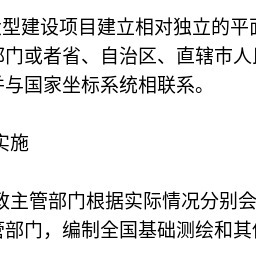 型建设项目建立相对独立的平
部门或者省、自治区、直辖市人
并与国家坐标系统相联系。
实施
政主管部门根据实际情况分别会
管部门，编制全国基础测绘和其